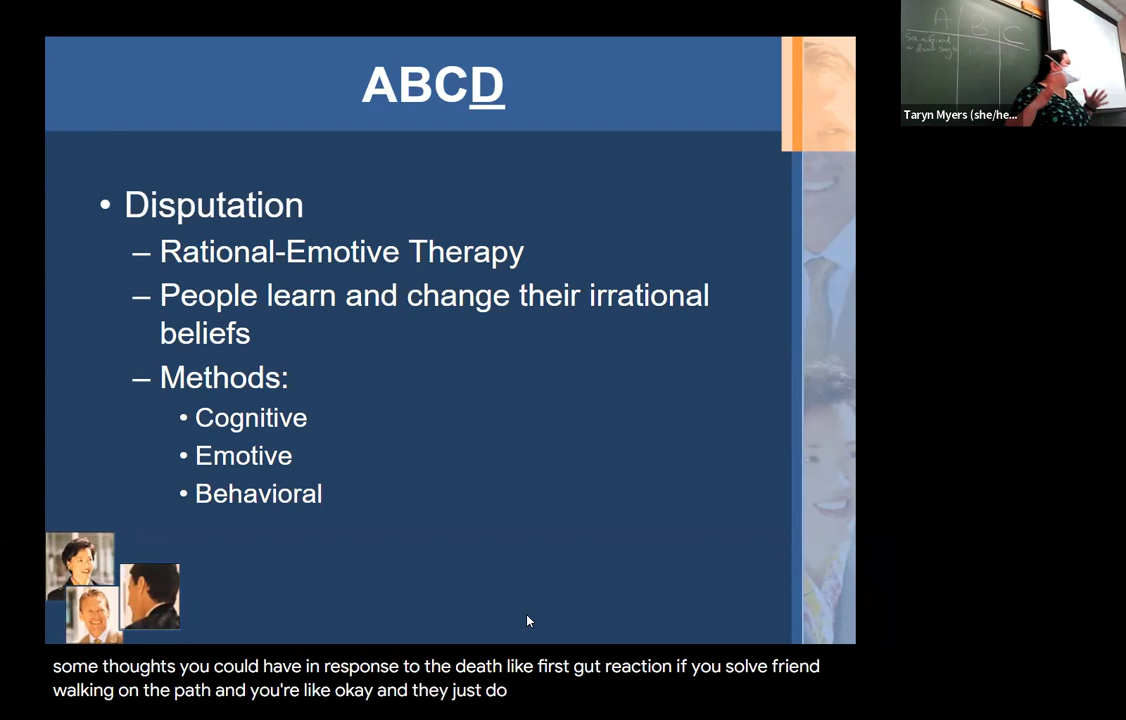 ABCD
• Disputation
– Rational-Emotive Therapy
– People learn and change their irrational
beliefs
– Methods:
• Cognitive
• Emotive
• Behavioral
A B C
See a friend
Taryn Myers (she/he...
some thoughts you could have in response to the death like first gut reaction if you solve friend
walking on the path and you're like okay and they just do